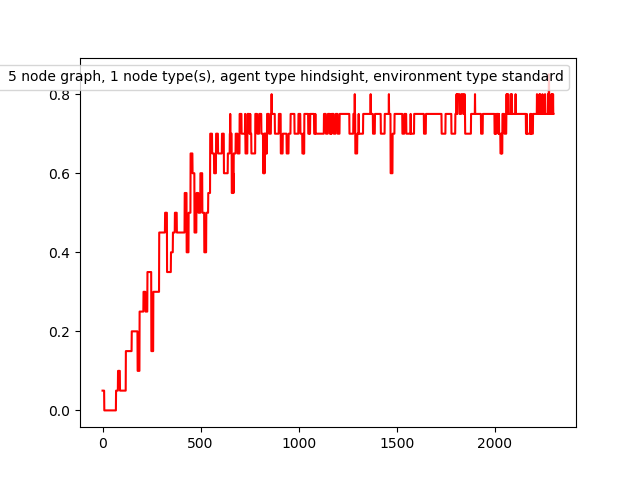 5 node graph, 1 node type(s), agent type hindsight, environment type standard
0.8
0.6
0.4
0.2
0.0
0 500 1000 1500 2000